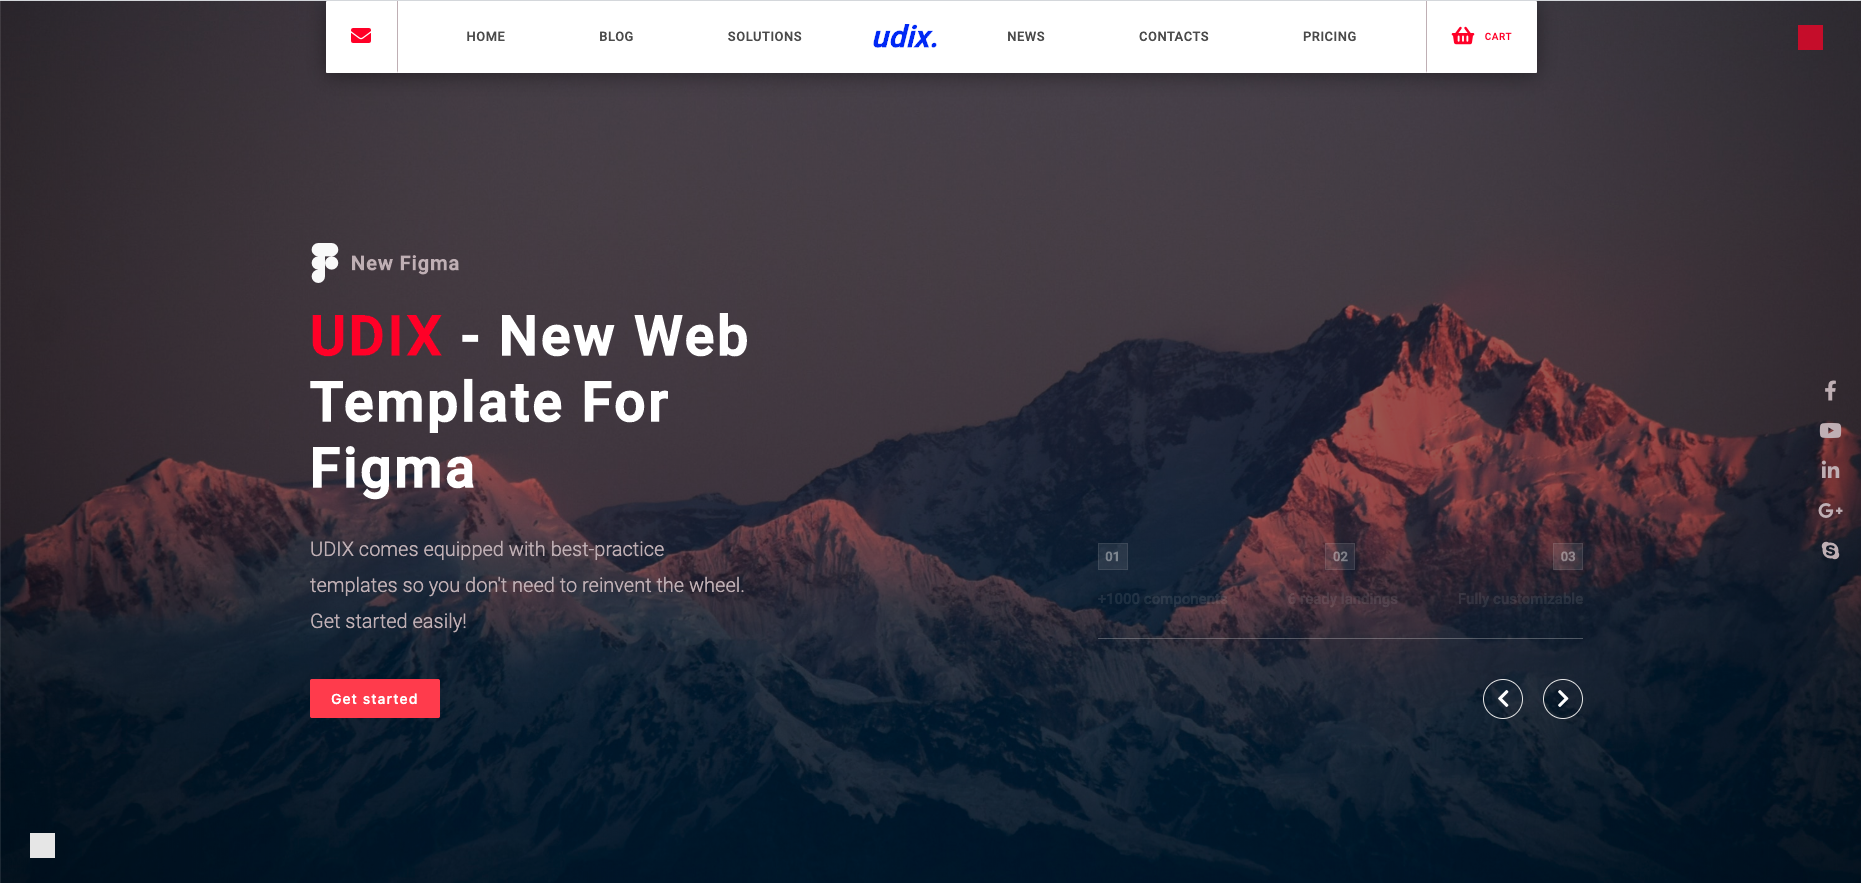 HOME
BLOG
SOLUTIONS
udix.
NEWS
CONTACTS
PRICING
CART
New Figma
UDIX - New Web
Template For
Figma
UDIX comes equipped with best-practice
templates so you don't need to reinvent the wheel.
Get started easily!
01
02
03
+1000 components
6 ready landings
Fully customizable
Get started